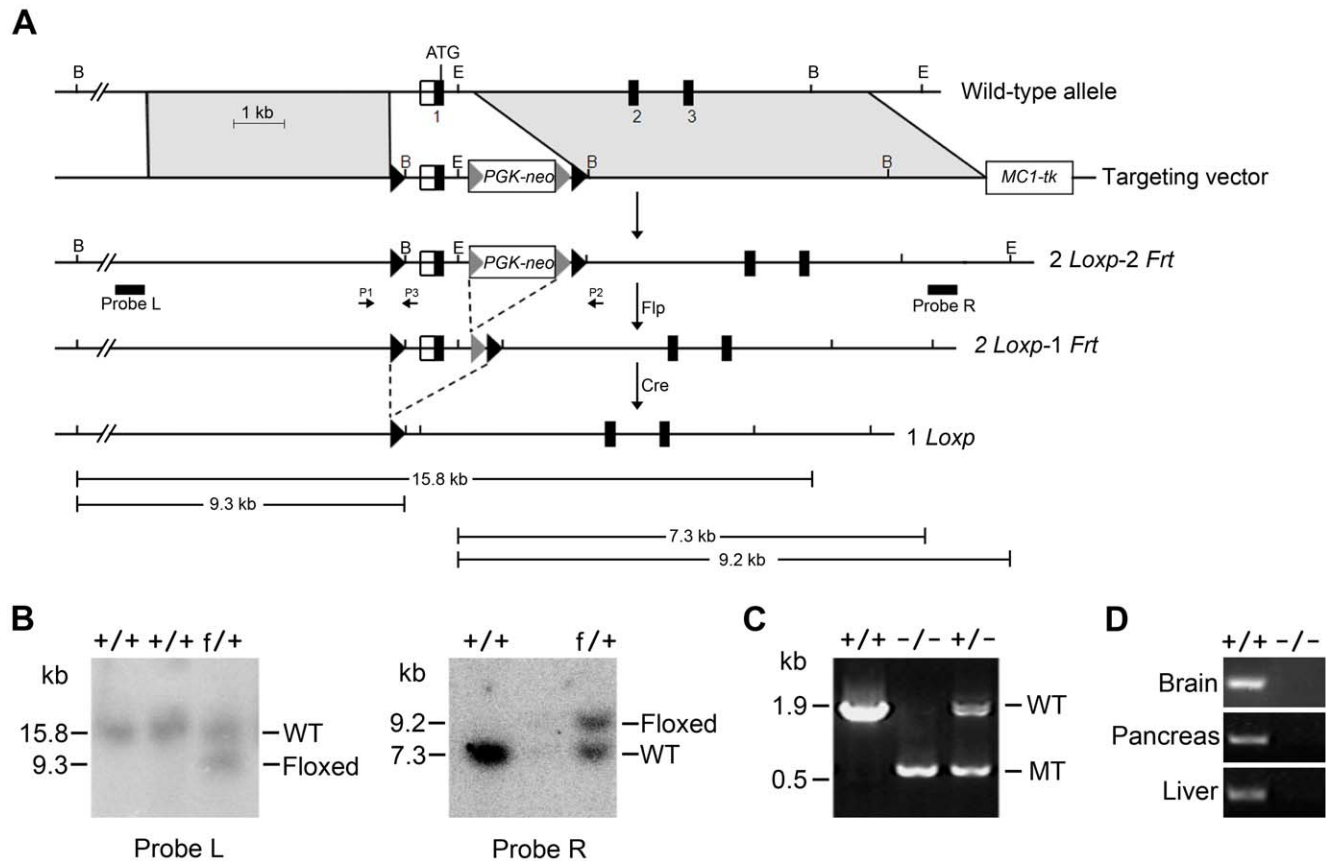 A
B ATG E B E
Wild-type allele
1 kb
1 2 3
B E PGK-neo B B MC1-tk
Targeting vector
B B E PGK-neo E
2 Loxp-2 Frt
Probe L P1 P3 P2 Probe R
Flp
2 Loxp-1 Frt
Cre
1 Loxp
15.8 kb
9.3 kb
7.3 kb
9.2 kb
B
+/+ +/+ f/+
kb
15.8 WT
9.3 Floxed
Probe L
+/+ f/+
kb
9.2 Floxed
7.3 WT
Probe R
C
+/+ -/- +/-
kb
1.9 WT
0.5 MT
D
+/+ -/-
Brain
Pancreas
Liver